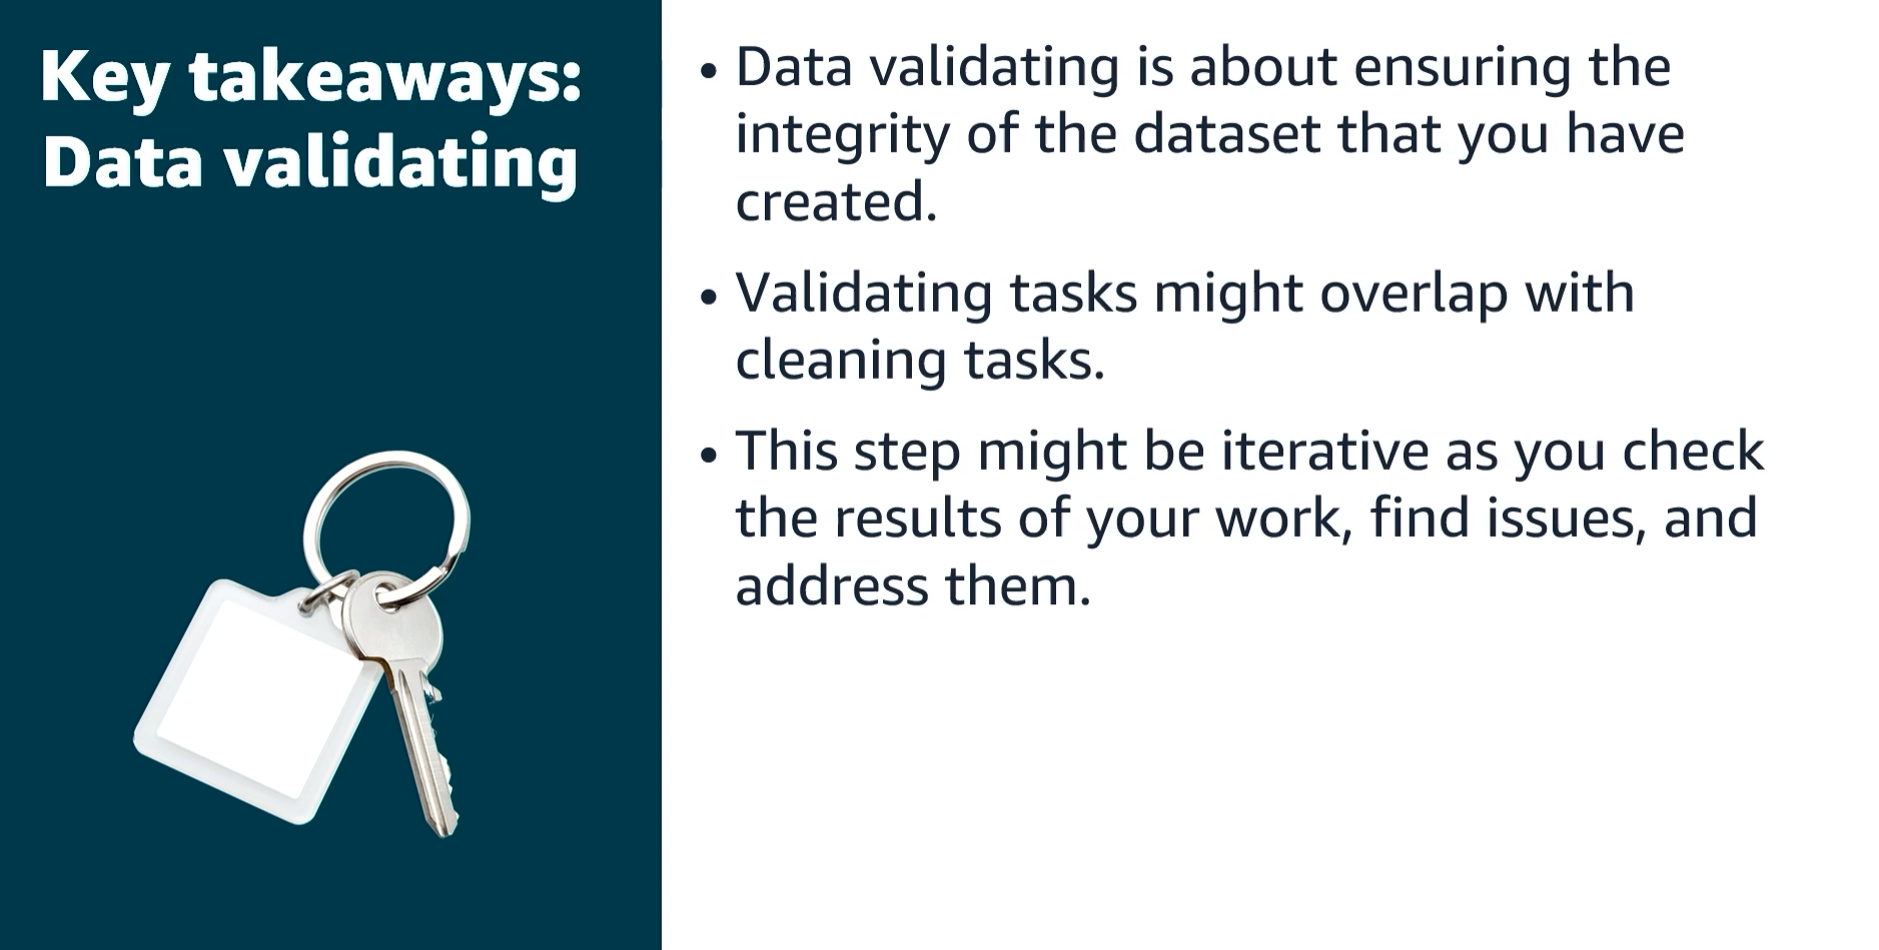 Key takeaways:
Data validating
• Data validating is about ensuring the
integrity of the dataset that you have
created.
• Validating tasks might overlap with
cleaning tasks.
• This step might be iterative as you check
the results of your work, find issues, and
address them.